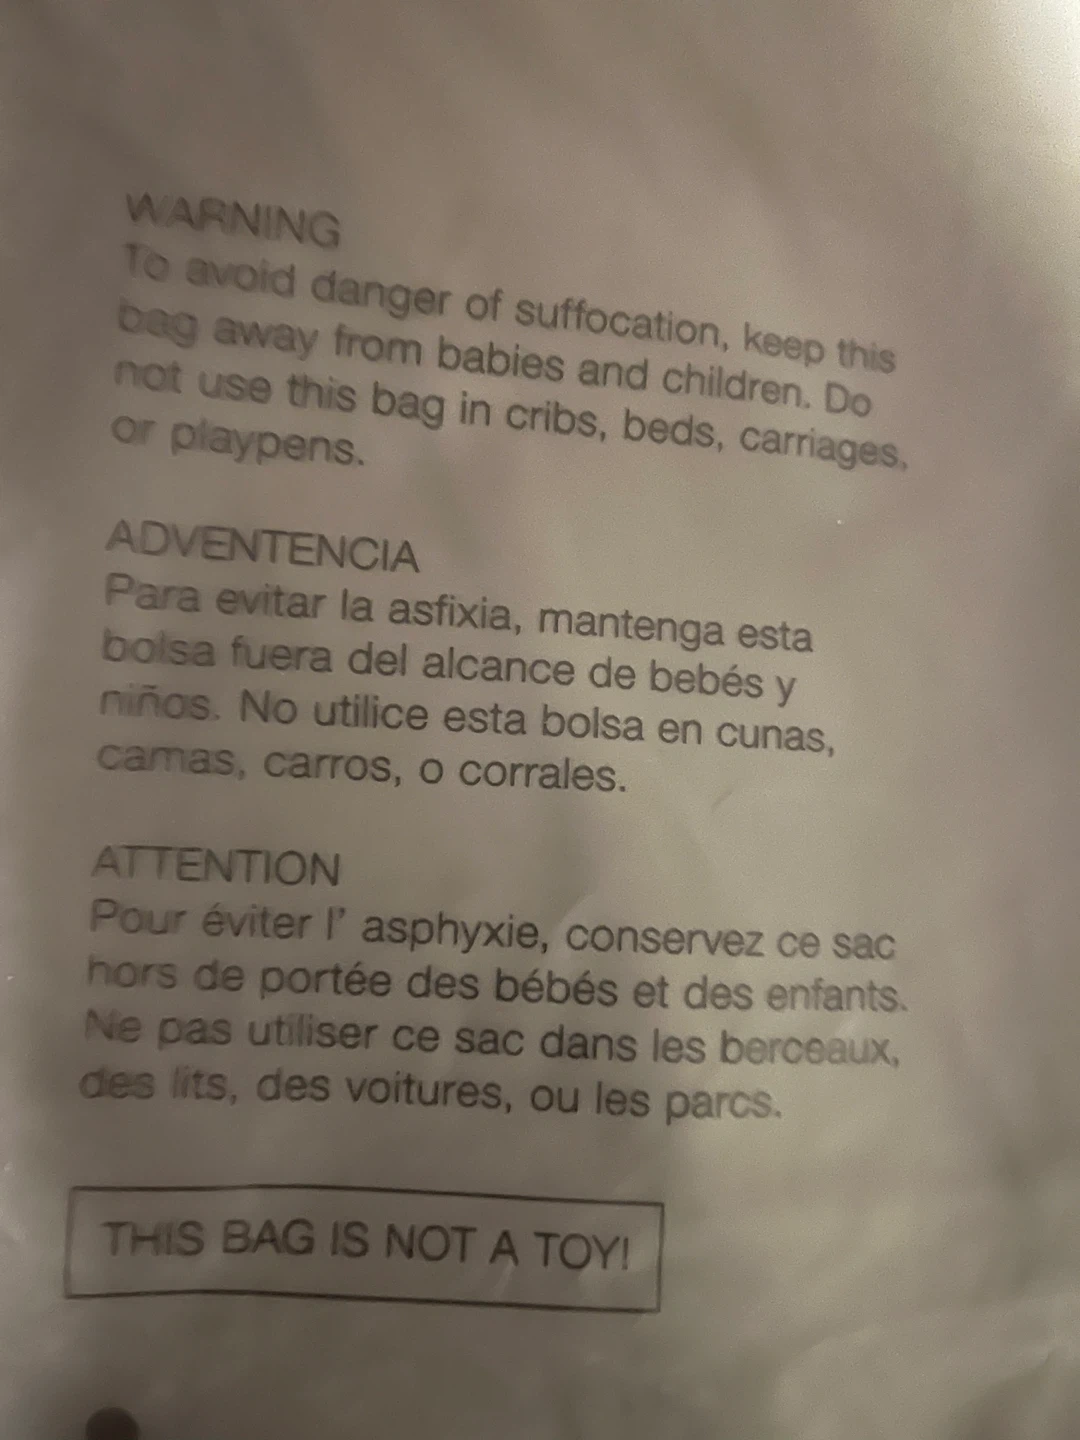 WARNING
To avoid danger of suffocation, keep this
bag away from babies and children. Do
not use this bag in cribs, beds, carriages,
or playpens.
ADVENTENCIA
Para evitar la asfixia, mantenga esta
bolsa fuera del alcance de bebés y
niños. No utilice esta bolsa en cunas,
camas, carros, o corrales.
ATTENTION
Pour éviter l’ asphyxie, conservez ce sac
hors de portée des bébés et des enfants.
Ne pas utiliser ce sac dans les berceaux,
des lits, des voitures, ou les parcs.
THIS BAG IS NOT A TOY!